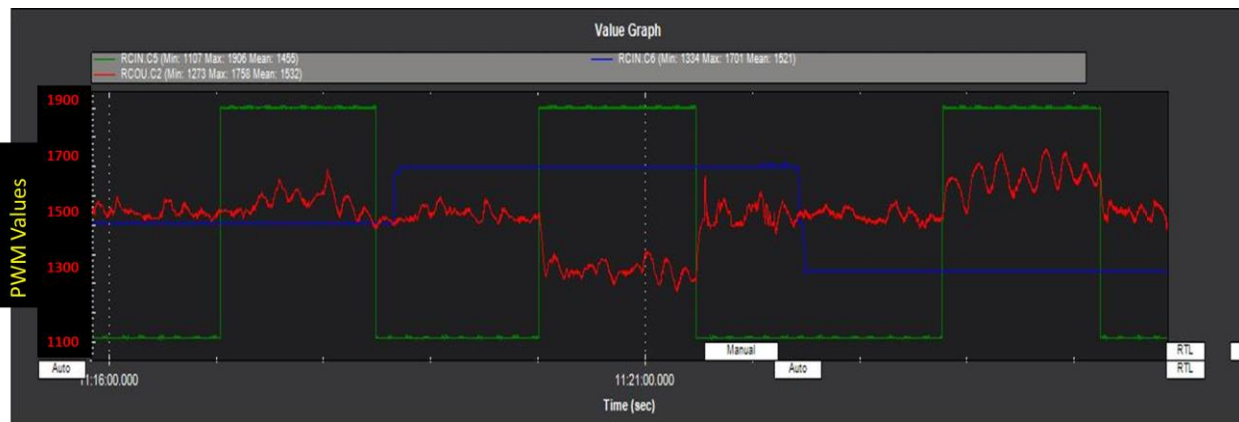 Value Graph
RCIN.C5 (Min: 1107 Max: 1906 Mean: 1455)
RCIN.C6 (Min: 1334 Max: 1701 Mean: 1521)
RCOU.C2 (Min: 1273 Max: 1758 Mean: 1532)
PWM Values
1900
1700
1500
1300
1100
Manual
RTL
Auto
Auto
RTL
11:16:00.000
11:21:00.000
Time (sec)